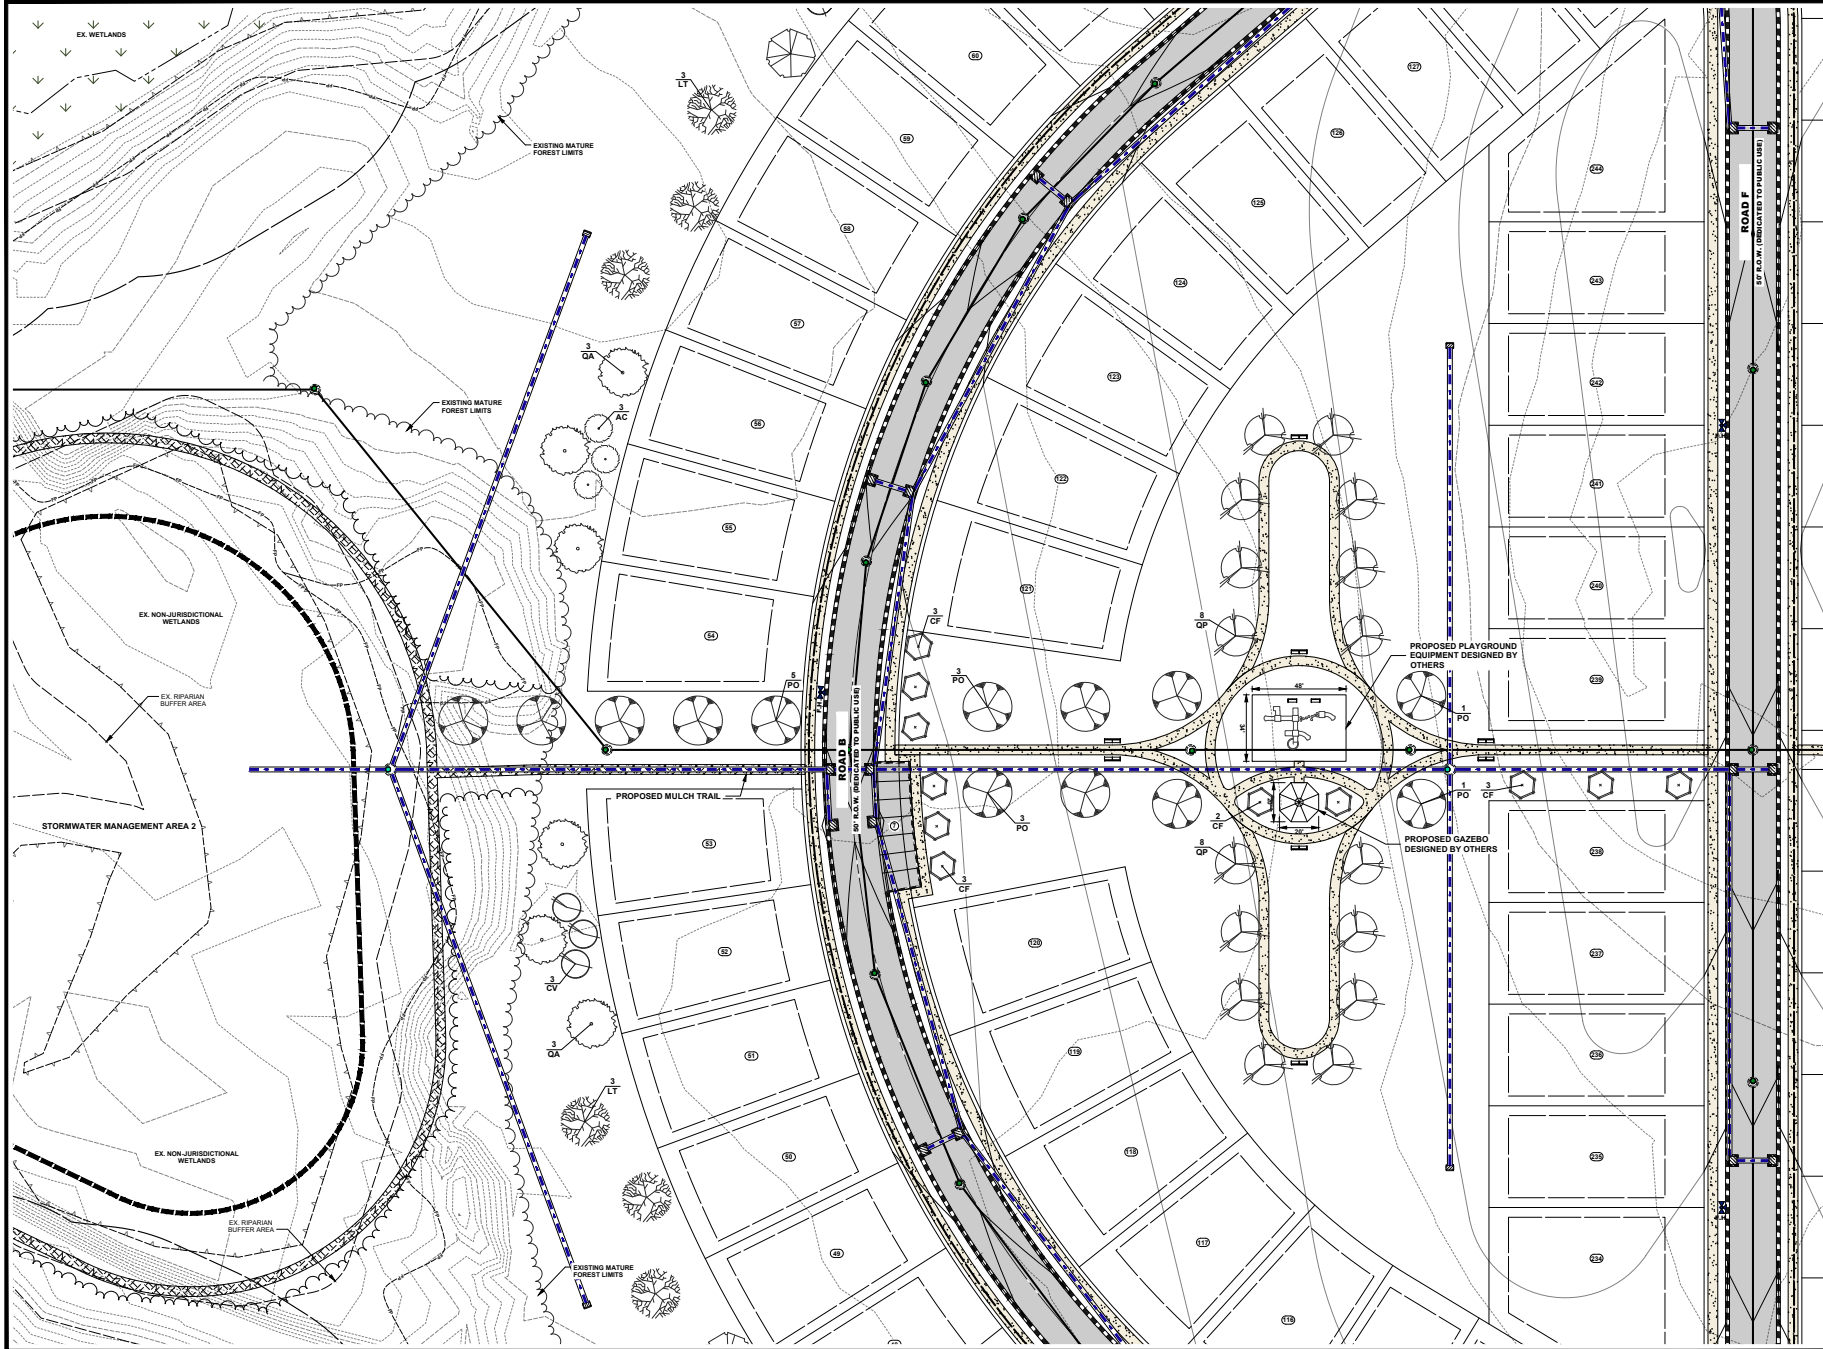 EX. WETLANDS
3
LT
EXISTING MATURE
FOREST LIMITS
60
59
58
57
56
55
54
127
126
125
124
123
122
121
244
243
242
241
240
239
ROAD F
50' R.O.W. (DEDICATED TO PUBLIC USE)
3
QA
3
AC
EXISTING MATURE
FOREST LIMITS
EX. NON-JURISDICTIONAL
WETLANDS
EX. RIPARIAN
BUFFER AREA
5
PO
3
CF
3
PO
8
QP
PROPOSED PLAYGROUND
EQUIPMENT DESIGNED BY
OTHERS
48'
34'
1
PO
ROAD B
50' R.O.W. (DEDICATED TO PUBLIC USE)
PROPOSED MULCH TRAIL
STORMWATER MANAGEMENT AREA 2
7
3
PO
3
CF
2
CF
20'
20'
8
QP
1
PO
3
CF
PROPOSED GAZEBO
DESIGNED BY OTHERS
53
52
51
50
49
3
CV
3
QA
3
LT
120
119
118
117
116
238
237
236
235
234
EX. NON-JURISDICTIONAL
WETLANDS
EX. RIPARIAN
BUFFER AREA
EXISTING MATURE
FOREST LIMITS